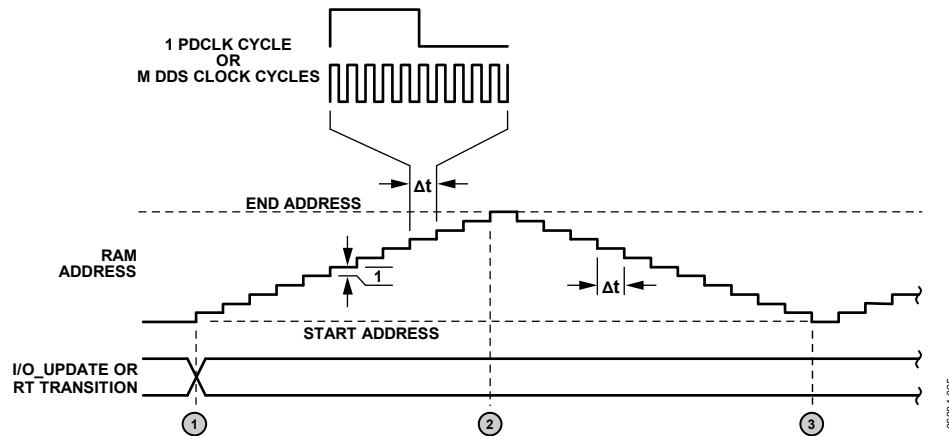 1 PDCLK CYCLE
OR
M DDS CLOCK CYCLES
Δt
END ADDRESS
RAM
ADDRESS
1
Δt
START ADDRESS
I/O_UPDATE OR
RT TRANSITION
1
2
3